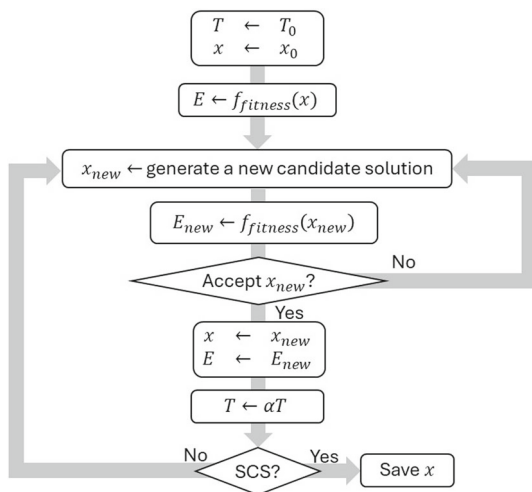 T ← T₀
x ← x₀
E ← f_fitness(x)
x_new ← generate a new candidate solution
E_new ← f_fitness(x_new)
Accept x_new?
No
Yes
x ← x_new
E ← E_new
T ← αT
No
SCS?
Yes
Save x